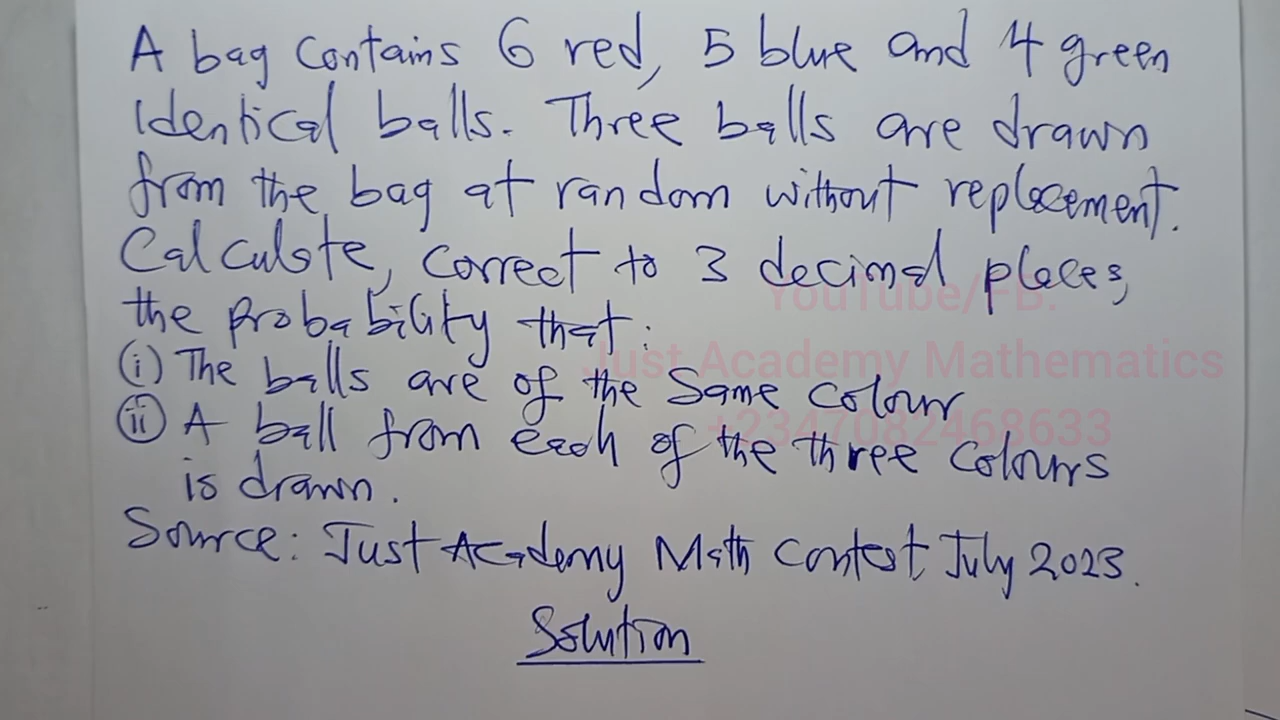 A bag contains 6 red, 5 blue and 4 green
identical balls. Three balls are drawn
from the bag at random without replacement.
Calculate, correct to 3 decimal places,
the probability that:
(i) The balls are of the same colour
(ii) A ball from each of the three colours
is drawn.
Source: Just Academy Math Contest, July 2023.
Solution
YouTube/FB:
Just Academy Mathematics
+2347082468633